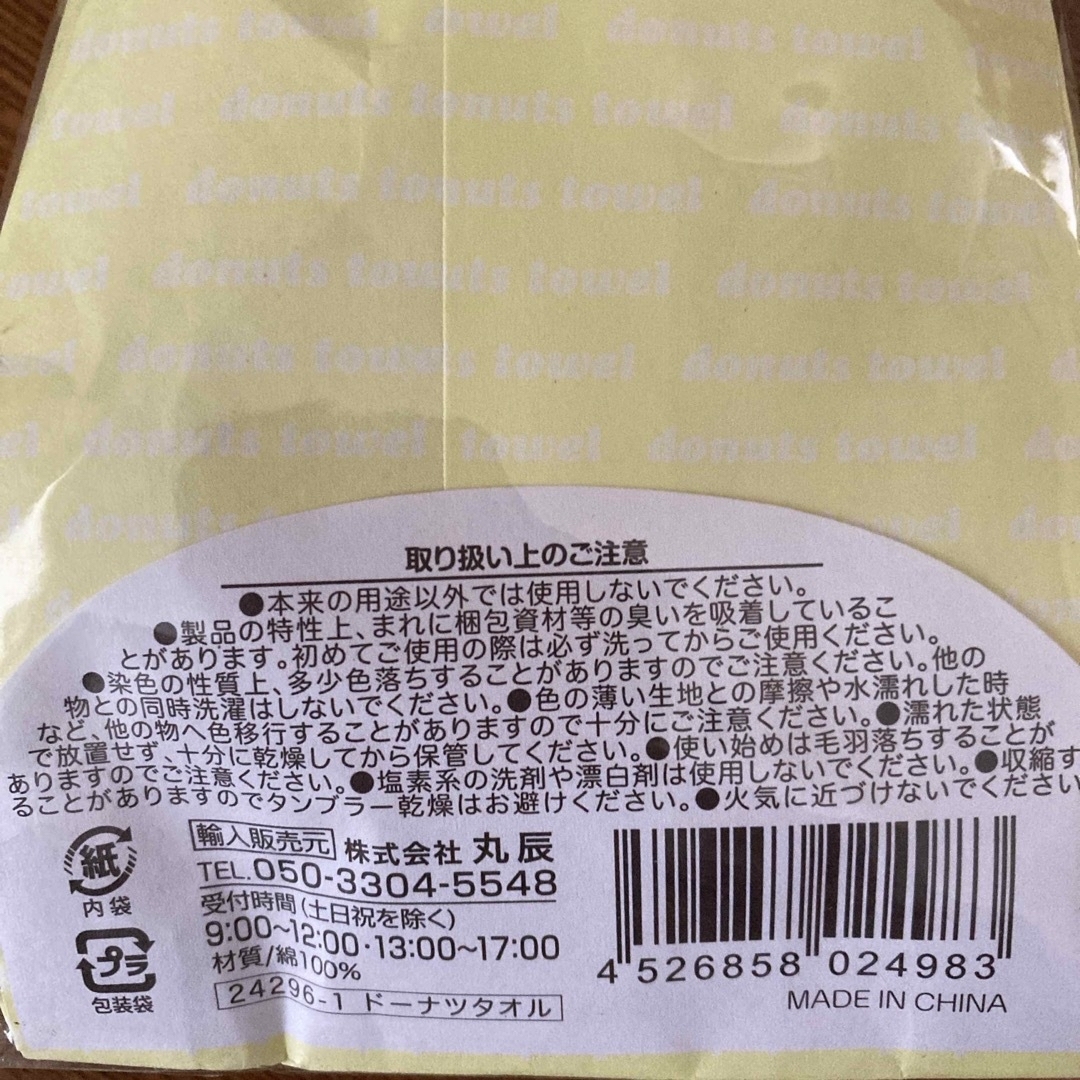 donuts towel towel donuts towel
towel donuts tonuts towel donuts
towel donuts tonuts towel donuts towel
towel donuts towuts towel donuts towel
towel donuts towets towel donuts towel
donuts towel towel donuts towel
donuts
取り扱い上のご注意
●本来の用途以外では使用しないでください。
●製品の特性上、まれに梱包資材等の臭いを吸着しているこ
とがあります。初めてご使用の際は必ず洗ってからご使用ください。
●染色の性質上、多少色落ちすることがありますのでご注意ください。他の
物との同時洗濯はしないでください。●色の薄い生地との摩擦や水濡れした時
など、他の物へ色移行することがありますので十分にご注意ください。●濡れた状態
で放置せず、十分に乾燥してから保管してください。●使い始めは毛羽落ちすることが
ありますのでご注意ください。●塩素系の洗剤や漂白剤は使用しないでください。●収縮す
ることがありますのでタンブラー乾燥はお避けください。●火気に近づけないでください
紙
内袋
プラ
包装袋
輸入販売元 株式会社 丸辰
TEL.050-3304-5548
受付時間(土日祝を除く)
9:00~12:00・13:00~17:00
材質/綿100%
24296-1 ドーナツタオル
4 526858 024983
MADE IN CHINA